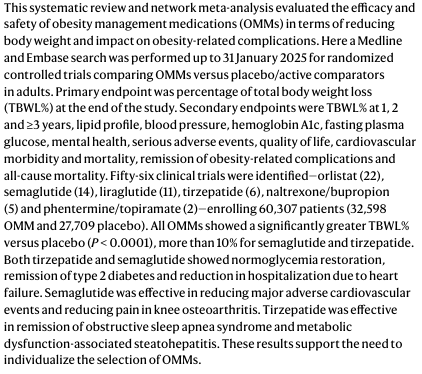 This systematic review and network meta-analysis evaluated the efficacy and
safety of obesity management medications (OMMs) in terms of reducing
body weight and impact on obesity-related complications. Here a Medline
and Embase search was performed up to 31 January 2025 for randomized
controlled trials comparing OMMs versus placebo/active comparators
in adults. Primary endpoint was percentage of total body weight loss
(TBWL%) at the end of the study. Secondary endpoints were TBWL% at 1, 2
and ≥3 years, lipid profile, blood pressure, hemoglobin A1c, fasting plasma
glucose, mental health, serious adverse events, quality of life, cardiovascular
morbidity and mortality, remission of obesity-related complications and
all-cause mortality. Fifty-six clinical trials were identified—orlistat (22),
semaglutide (14), liraglutide (11), tirzepatide (6), naltrexone/bupropion
(5) and phentermine/topiramate (2)—enrolling 60,307 patients (32,598
OMM and 27,709 placebo). All OMMs showed a significantly greater TBWL%
versus placebo (P < 0.0001), more than 10% for semaglutide and tirzepatide.
Both tirzepatide and semaglutide showed normoglycemia restoration,
remission of type 2 diabetes and reduction in hospitalization due to heart
failure. Semaglutide was effective in reducing major adverse cardiovascular
events and reducing pain in knee osteoarthritis. Tirzepatide was effective
in remission of obstructive sleep apnea syndrome and metabolic
dysfunction-associated steatohepatitis. These results support the need to
individualize the selection of OMMs.